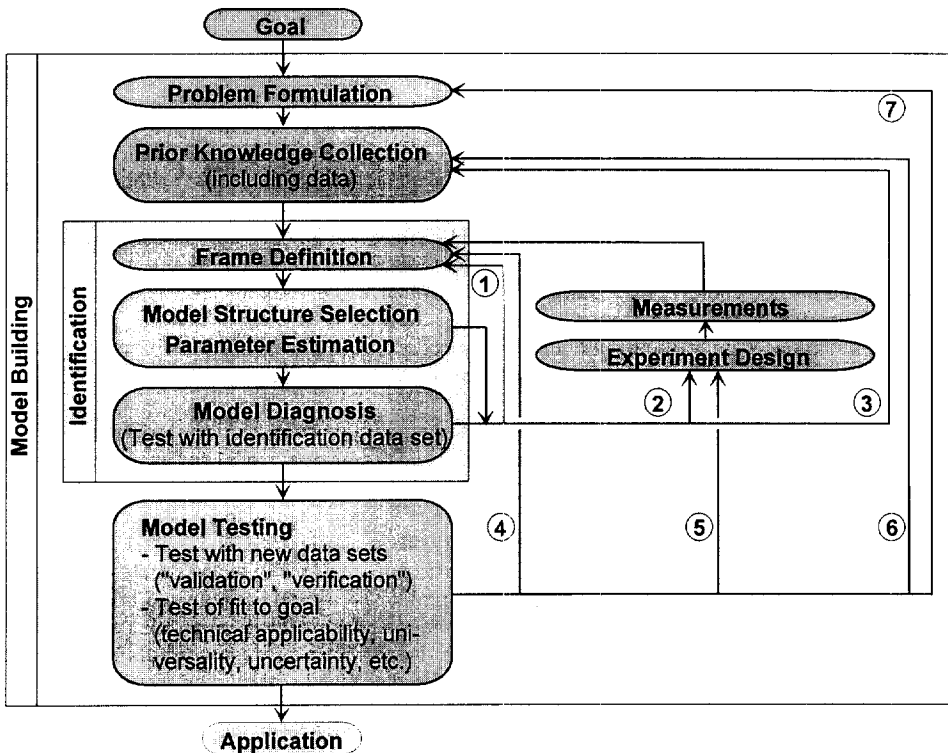 Goal
Problem Formulation
7
Prior Knowledge Collection
(including data)
Frame Definition
1
Measurements
Model Structure Selection
Parameter Estimation
Experiment Design
2
3
Model Diagnosis
(Test with identification data set)
Identification
Model Building
Model Testing
- Test with new data sets
("validation", "verification")
- Test of fit to goal
(technical applicability, uni-
versality, uncertainty, etc.)
4
5
6
Application